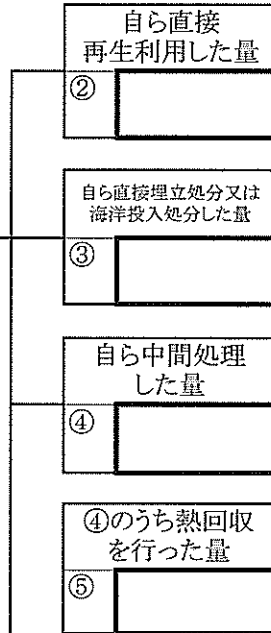 自ら直接
再生利用した量
②
自ら直接埋立処分又は
海洋投入処分した量
③
自ら中間処理
した量
④
④のうち熱回収
を行った量
⑤